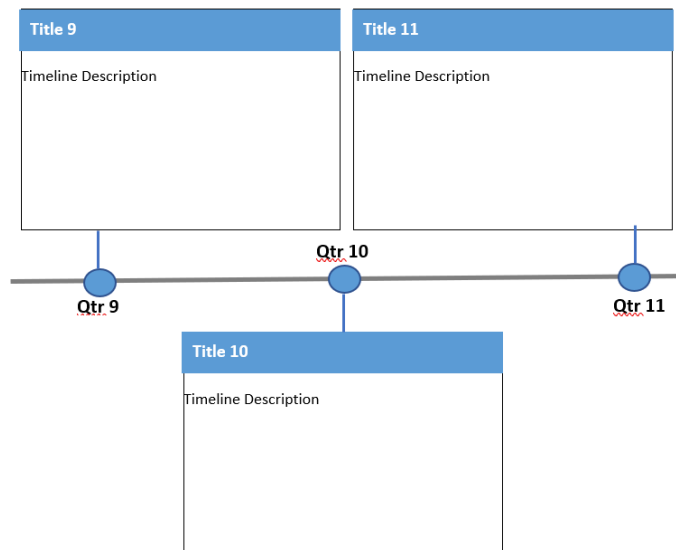 Title 9
Title 11
Timeline Description
Timeline Description
Qtr 10
Qtr 9
Qtr 11
Title 10
Timeline Description